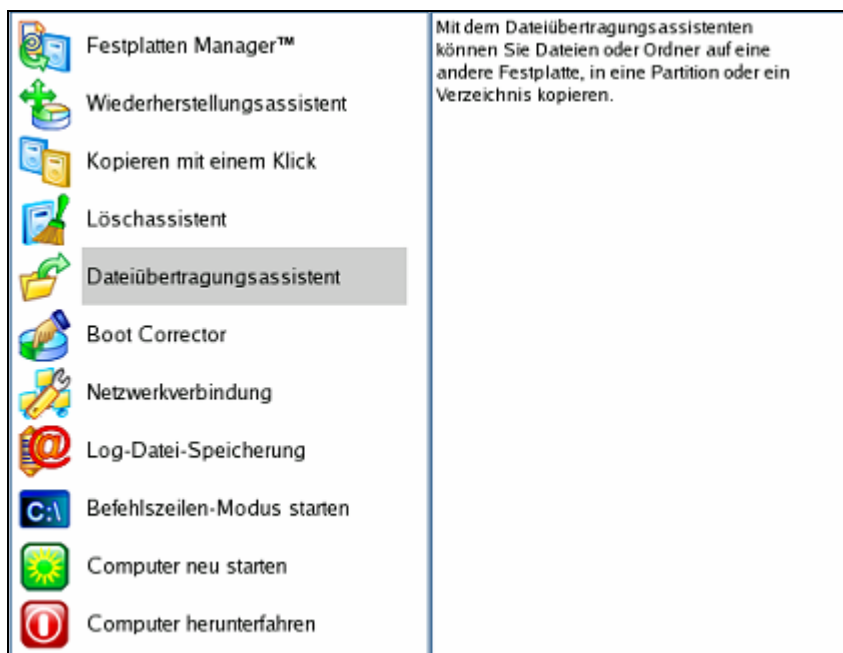 Festplatten Manager™
Wiederherstellungsassistent
Kopieren mit einem Klick
Löschassistent
Dateiübertragungsassistent
Boot Corrector
Netzwerkverbindung
Log-Datei-Speicherung
C:\
Befehlszeilen-Modus starten
Computer neu starten
Computer herunterfahren
Mit dem Dateiübertragungsassistenten
können Sie Dateien oder Ordner auf eine
andere Festplatte, in eine Partition oder ein
Verzeichnis kopieren.